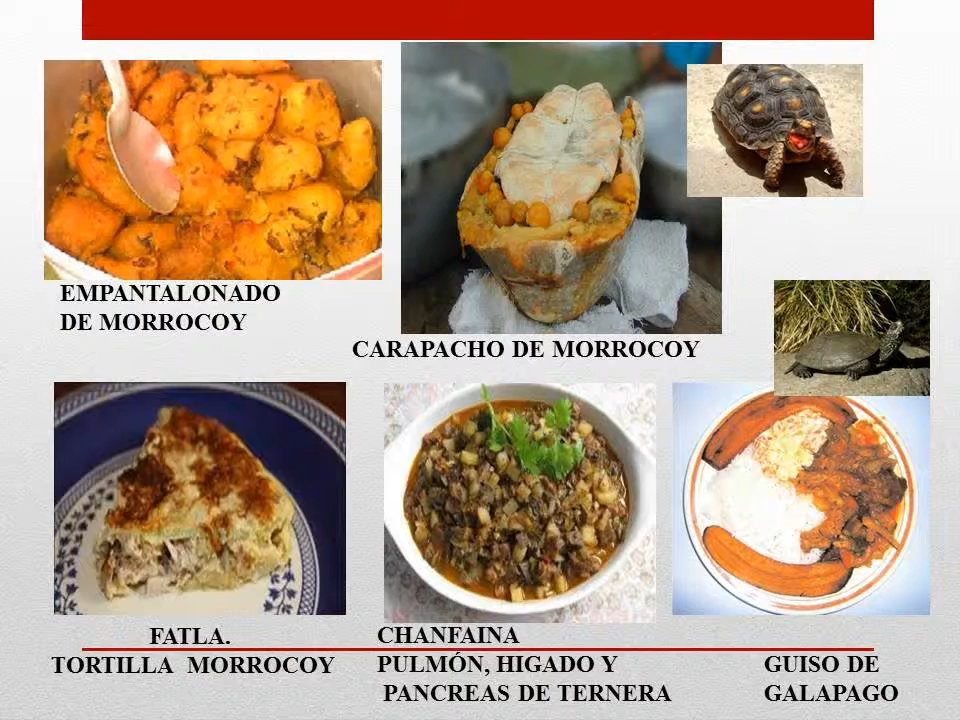 EMPANTALONADO
DE MORROCOY
CARAPACHO DE MORROCOY
FATLA.
TORTILLA  MORROCOY
CHANFAINA
PULMÓN, HIGADO Y
PANCREAS DE TERNERA
GUISO DE
GALAPAGO